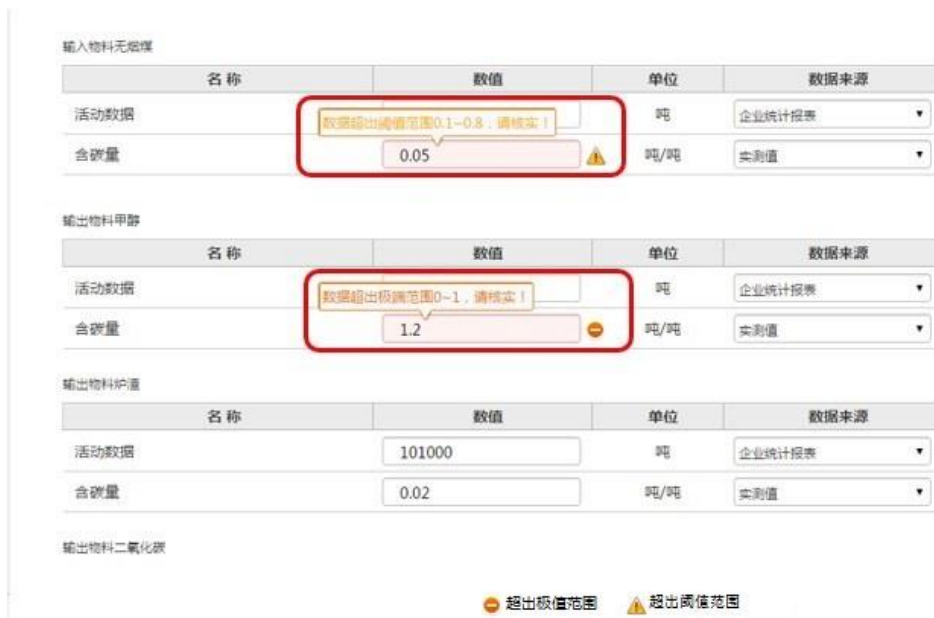 输入物料无烟煤
名 称 数值 单位 数据来源
活动数据 吨 企业统计报表
数据超出阈值范围0.1~0.8，请核实！
含碳量 0.05 吨/吨 实测值
输出物料甲醇
名 称 数值 单位 数据来源
活动数据 吨 企业统计报表
数据超出极端范围0~1，请核实！
含碳量 1.2 吨/吨 实测值
输出物料炉渣
名 称 数值 单位 数据来源
活动数据 101000 吨 企业统计报表
含碳量 0.02 吨/吨 实测值
输出物料二氧化碳
超出极值范围 超出阈值范围